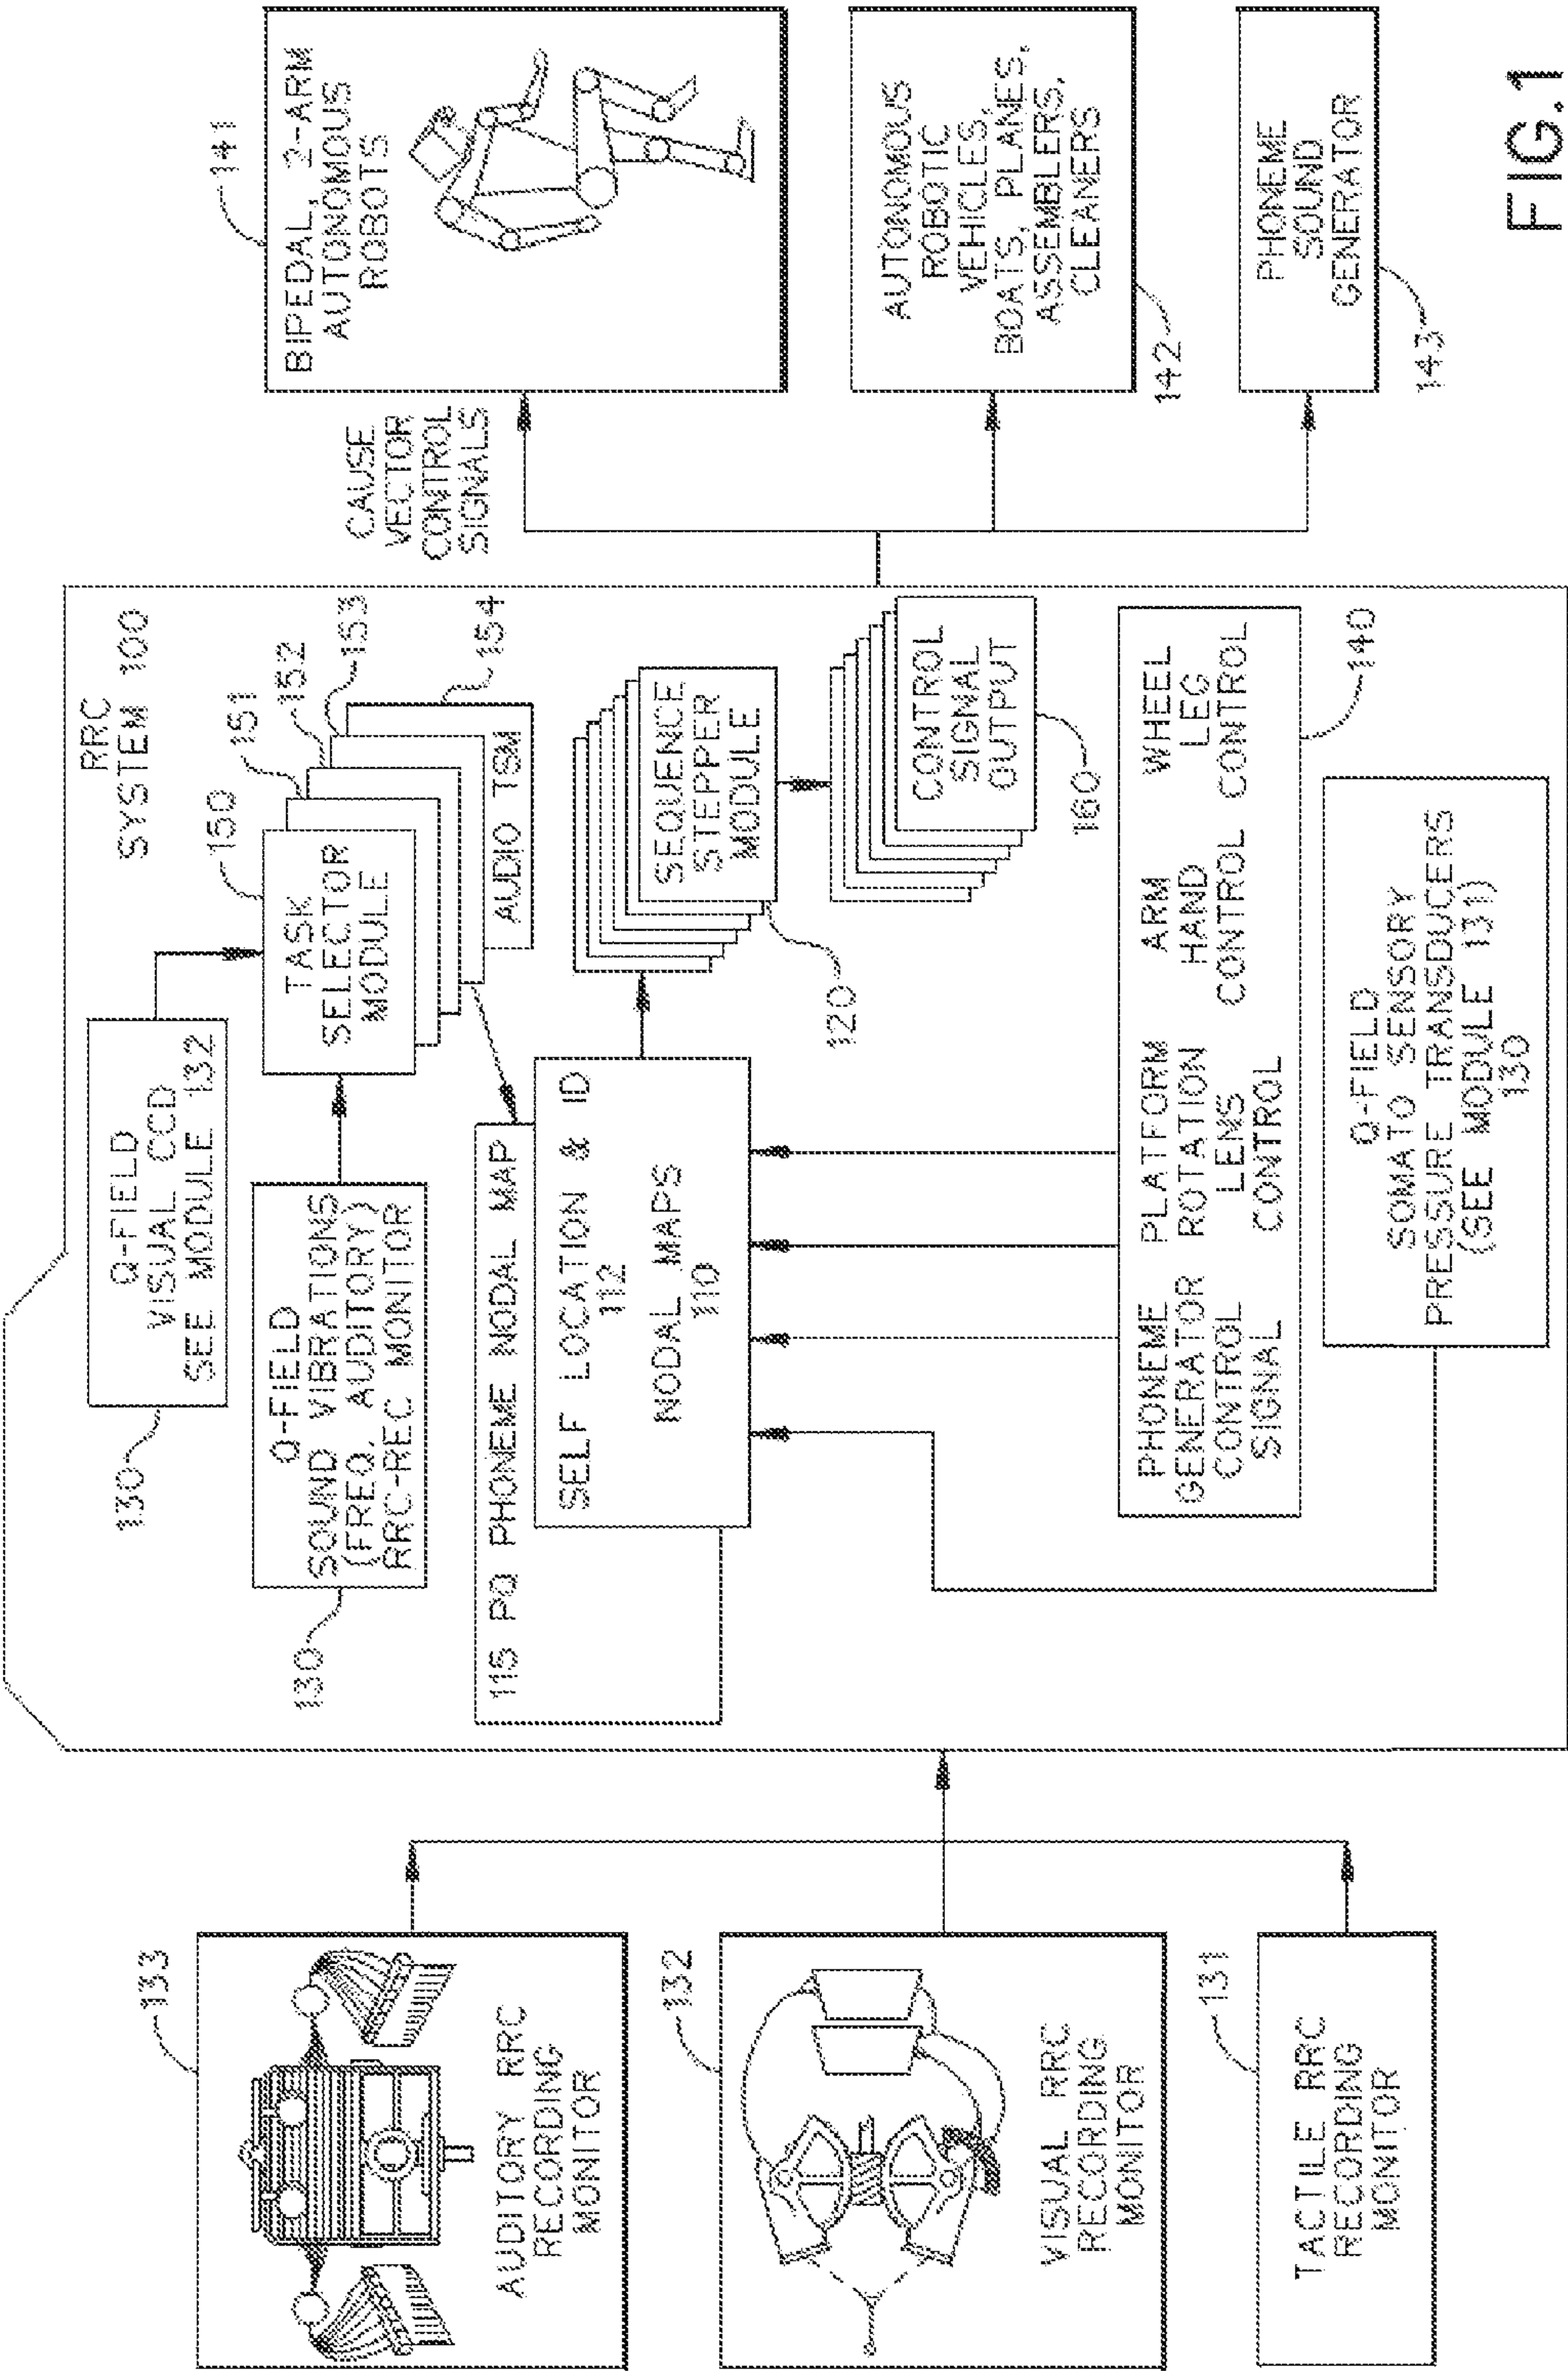 133
AUDITORY RRC
RECORDING
MONITOR
132
VISUAL RRC
RECORDING
MONITOR
131
TACTILE RRC
RECORDING
MONITOR
RRC
SYSTEM 100
130
Q-FIELD
VISUAL CCD
SEE MODULE 132
130
Q-FIELD
SOUND VIBRATIONS
(FREQ. AUDITORY)
RRC-REC MONITOR
150
151
152
153
154
TASK
SELECTOR
MODULE
AUDIO TSM
115 PQ PHONEME NODAL MAP
SELF LOCATION & ID
112
NODAL MAPS
110
SEQUENCE
STEPPER
MODULE
120
CONTROL
SIGNAL
OUTPUT
160
PHONEME
GENERATOR
CONTROL
SIGNAL
PLATFORM
ROTATION
LENS
CONTROL
ARM
HAND
CONTROL
CONTROL
WHEEL
LEG
CONTROL
CONTROL
140
Q-FIELD
SOMATO SENSORY
PRESSURE TRANSDUCERS
(SEE MODULE 131)
130
CAUSE
VECTOR
CONTROL
SIGNALS
141
BIPEDAL, 2-ARM
AUTONOMOUS
ROBOTS
AUTONOMOUS
ROBOTIC
VEHICLES,
BOATS, PLANES,
ASSEMBLERS,
CLEANERS
142
PHONEME
SOUND
GENERATOR
143
FIG.1